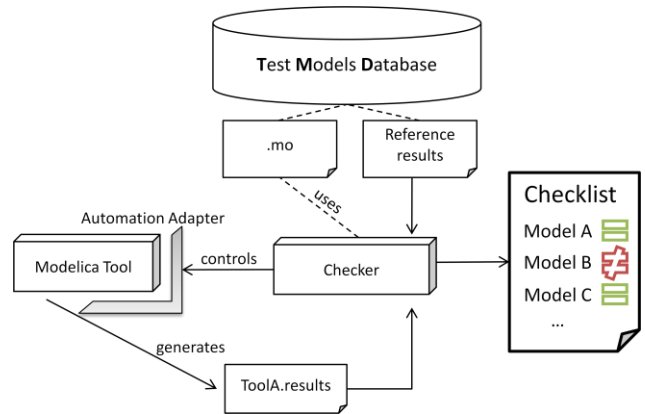 Test Models Database
.mo
Reference
results
uses
Automation Adapter
Modelica Tool
controls
Checker
generates
ToolA.results
Checklist
Model A
Model B
≠
Model C
...